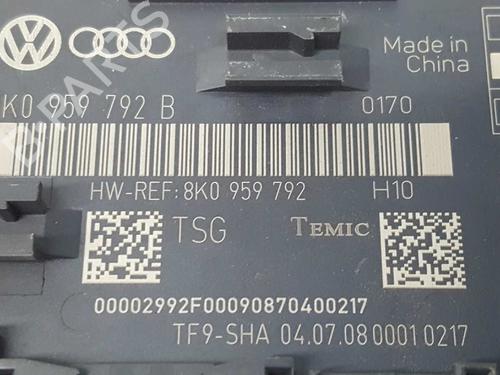 Made in
China
K0 959 792 B
0170
HW-REF: 8K0 959 792
H10
TSG
TEMIC
00002992F00090870400217
TF9-SHA 04.07.08 0001 0217